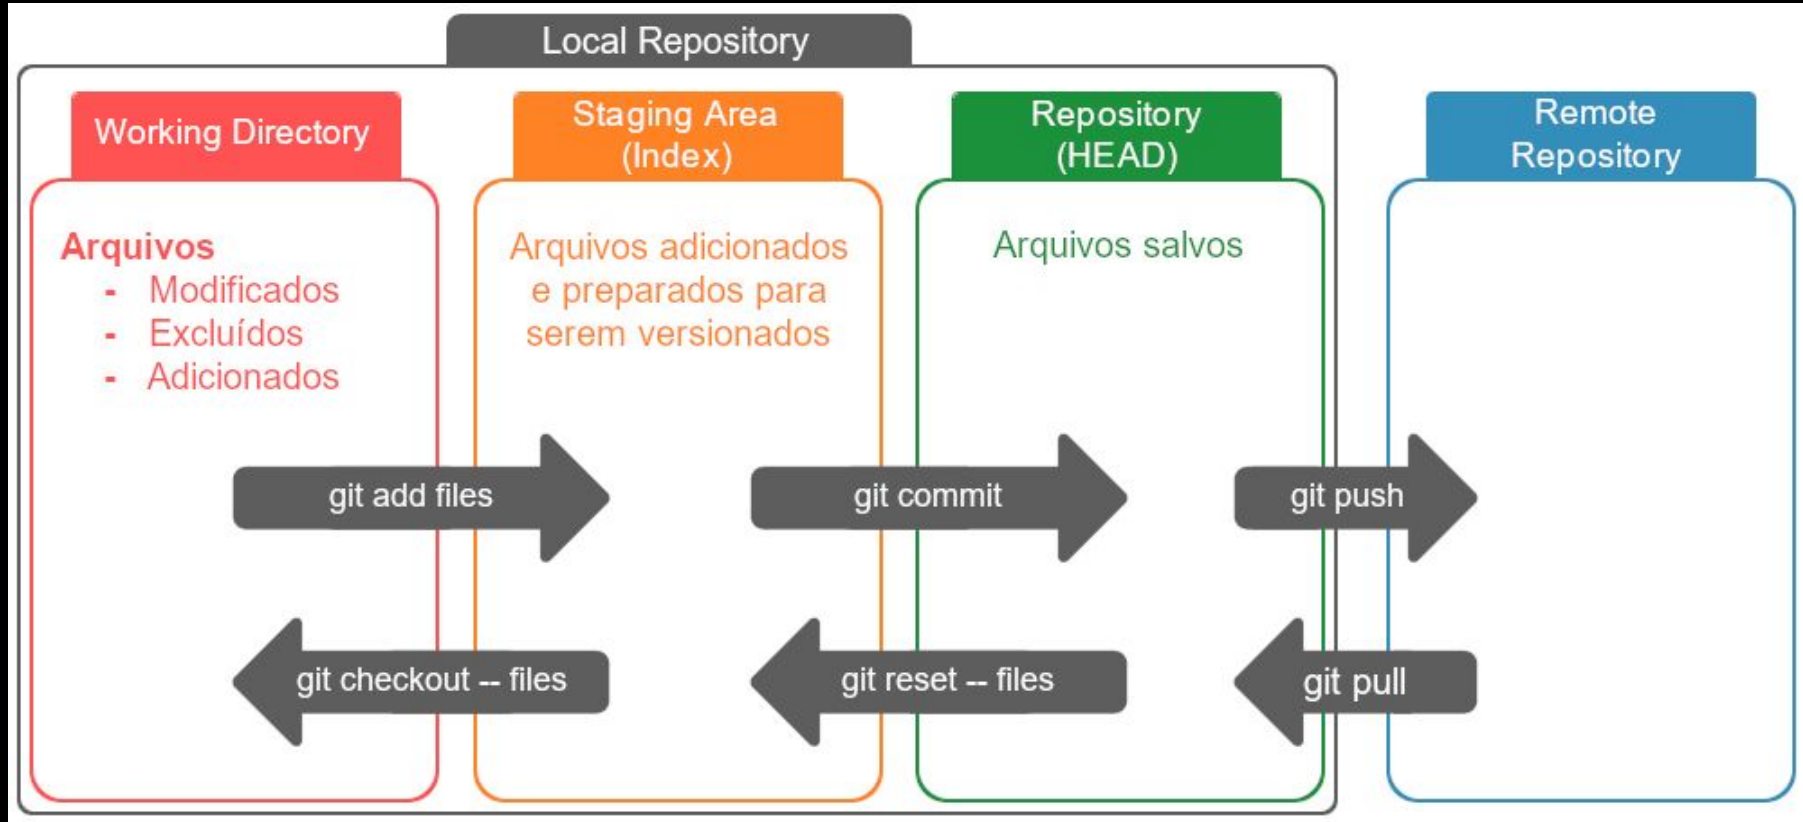 Local Repository
Working Directory
Staging Area
(Index)
Repository
(HEAD)
Remote
Repository
Arquivos
- Modificados
- Excluídos
- Adicionados
Arquivos adicionados
e preparados para
serem versionados
Arquivos salvos
git add files
git commit
git push
git checkout -- files
git reset -- files
git pull